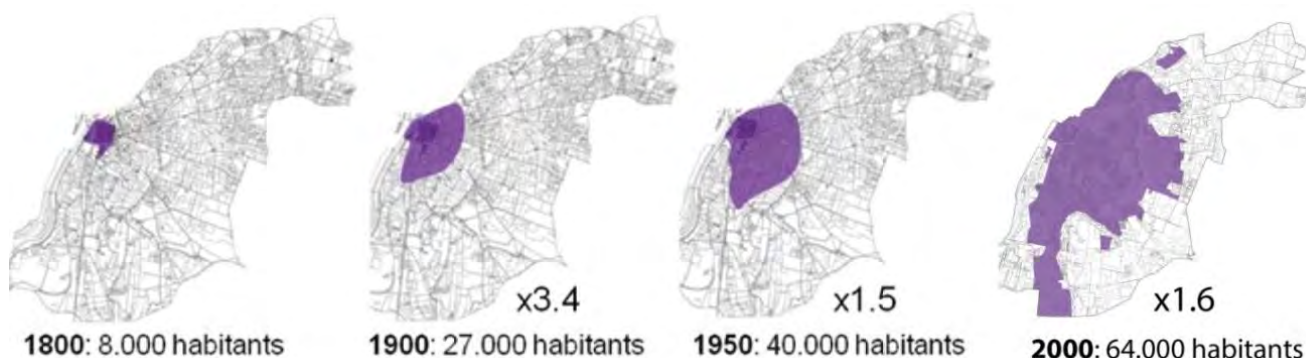 x3.4
x1.5
x1.6
1800: 8.000 habitants
1900: 27.000 habitants
1950: 40.000 habitants
2000: 64.000 habitants